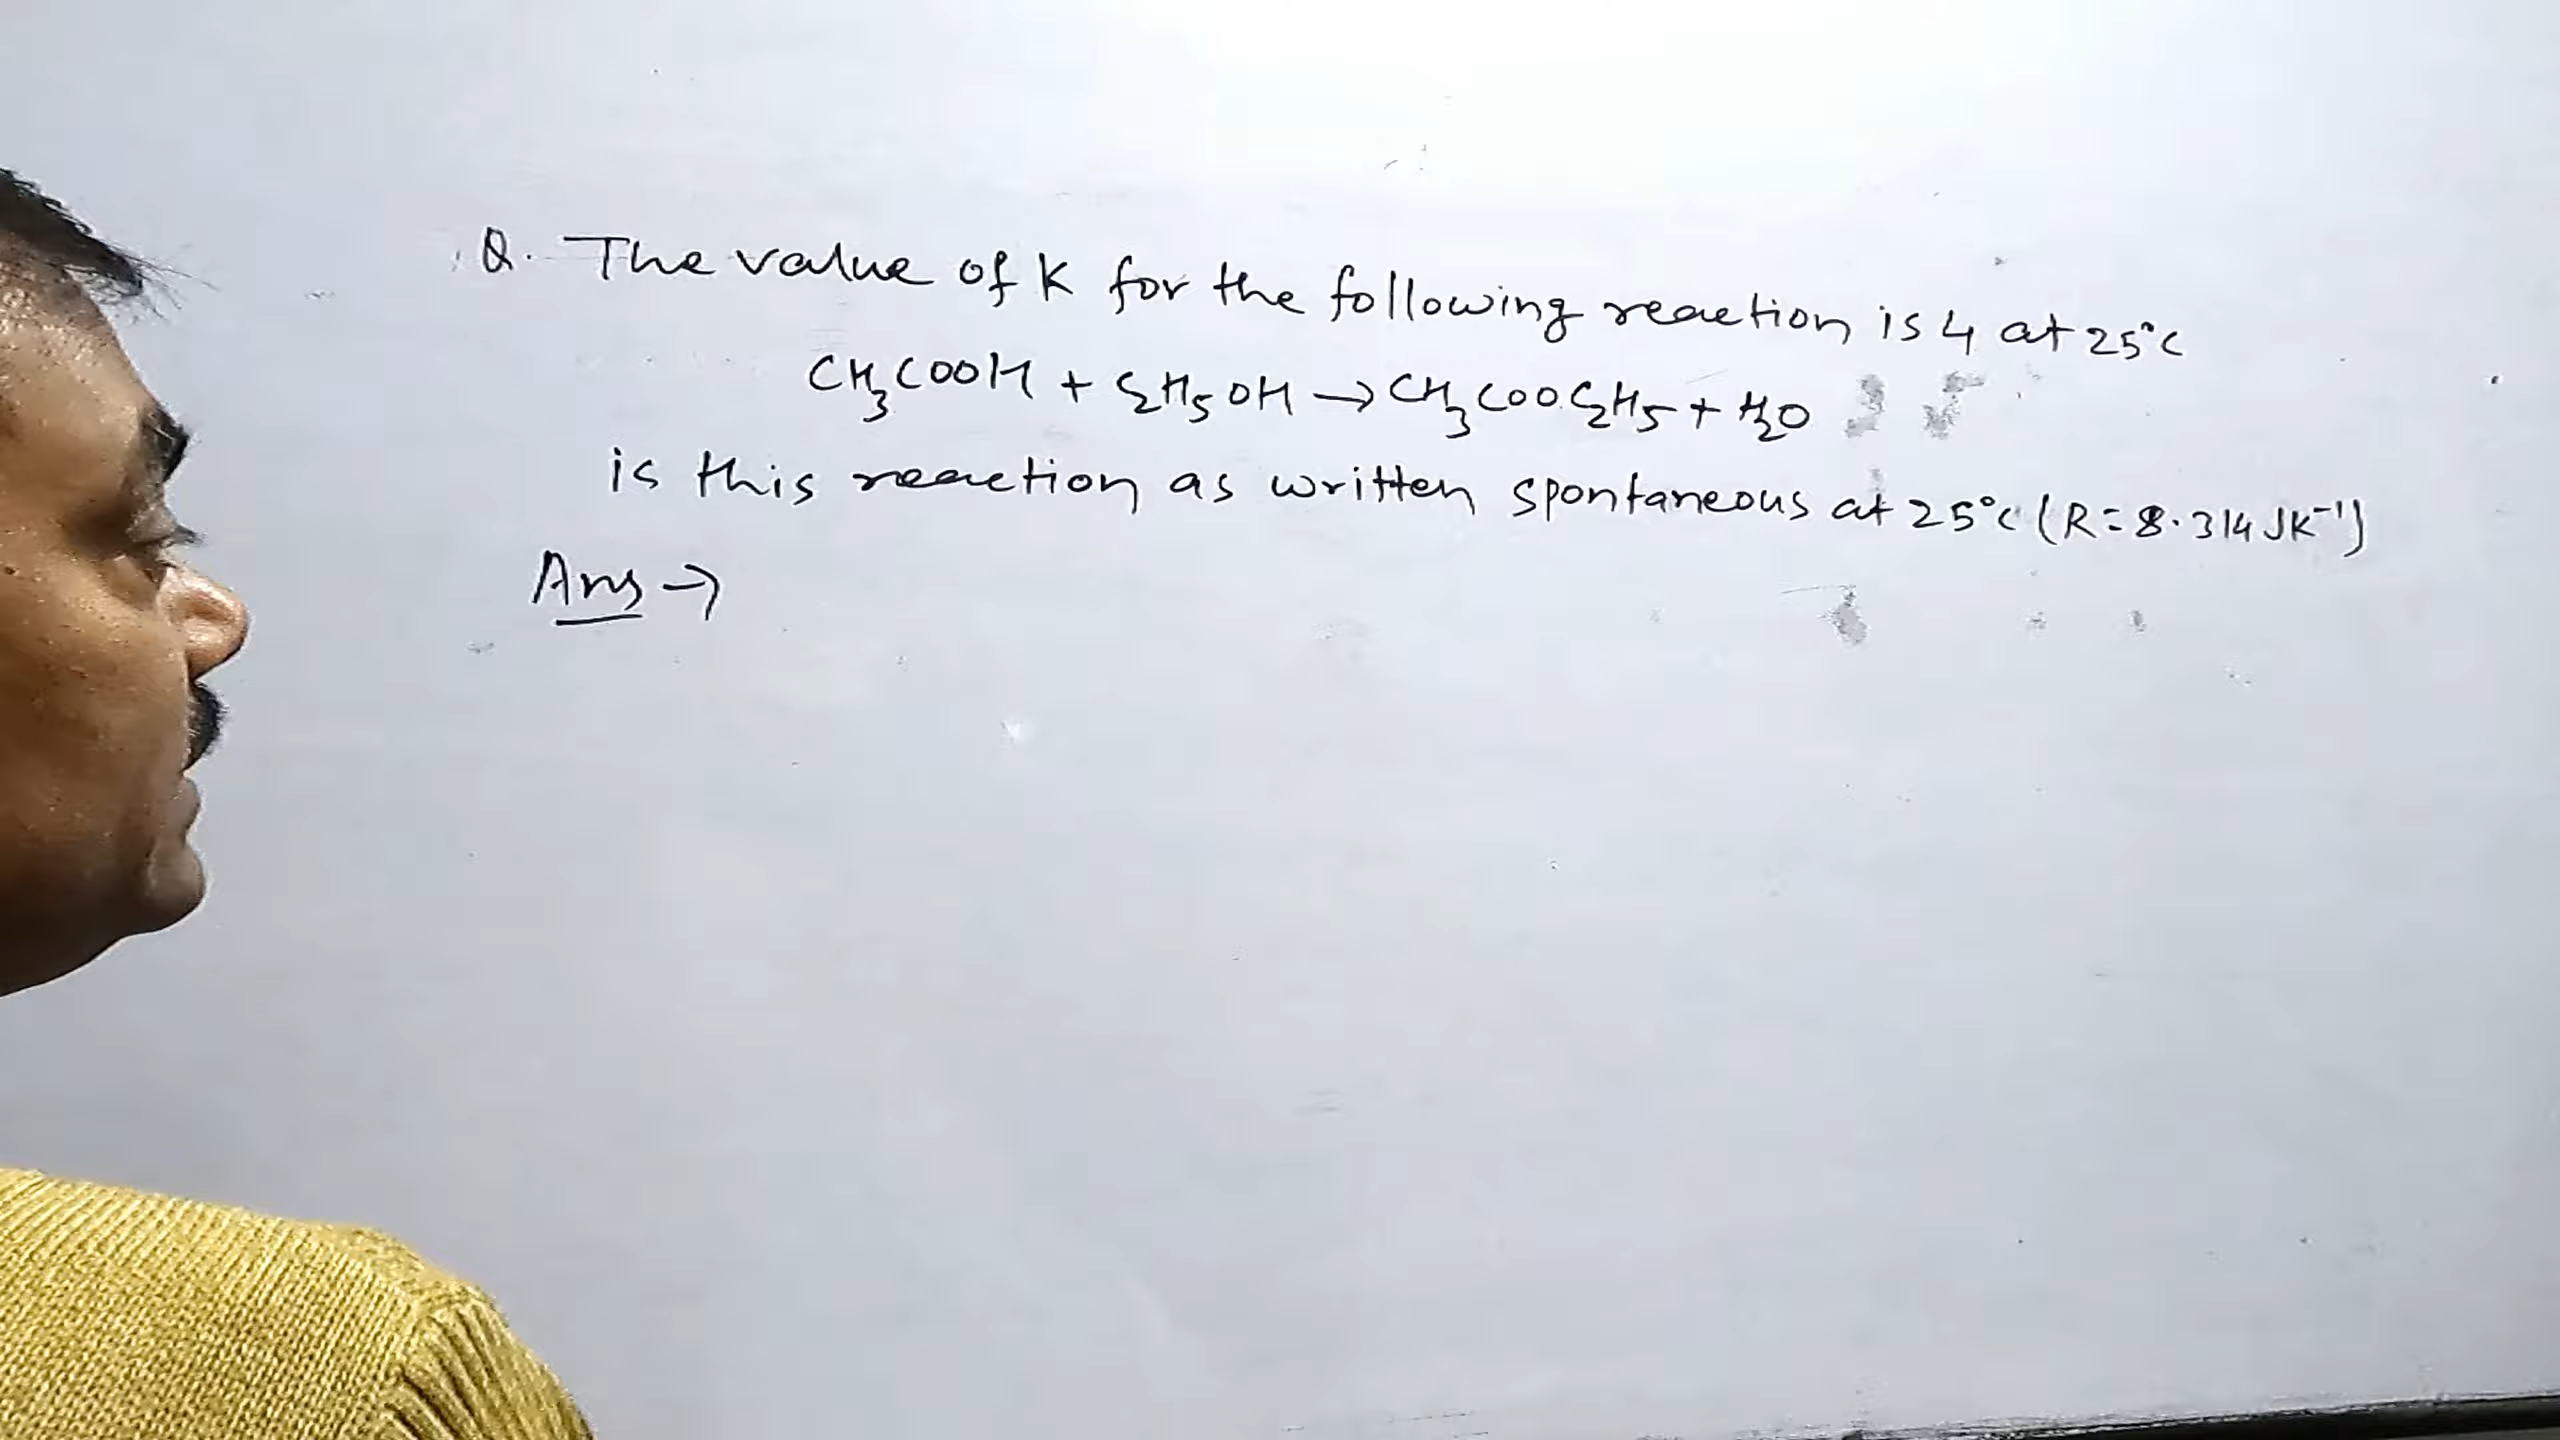 Q. The value of K for the following reaction is 4 at 25°C
CH₃COOH + C₂H₅OH → CH₃COOC₂H₅ + H₂O
is this reaction as written spontaneous at 25°C (R = 8.314 JK⁻¹)
Ans →